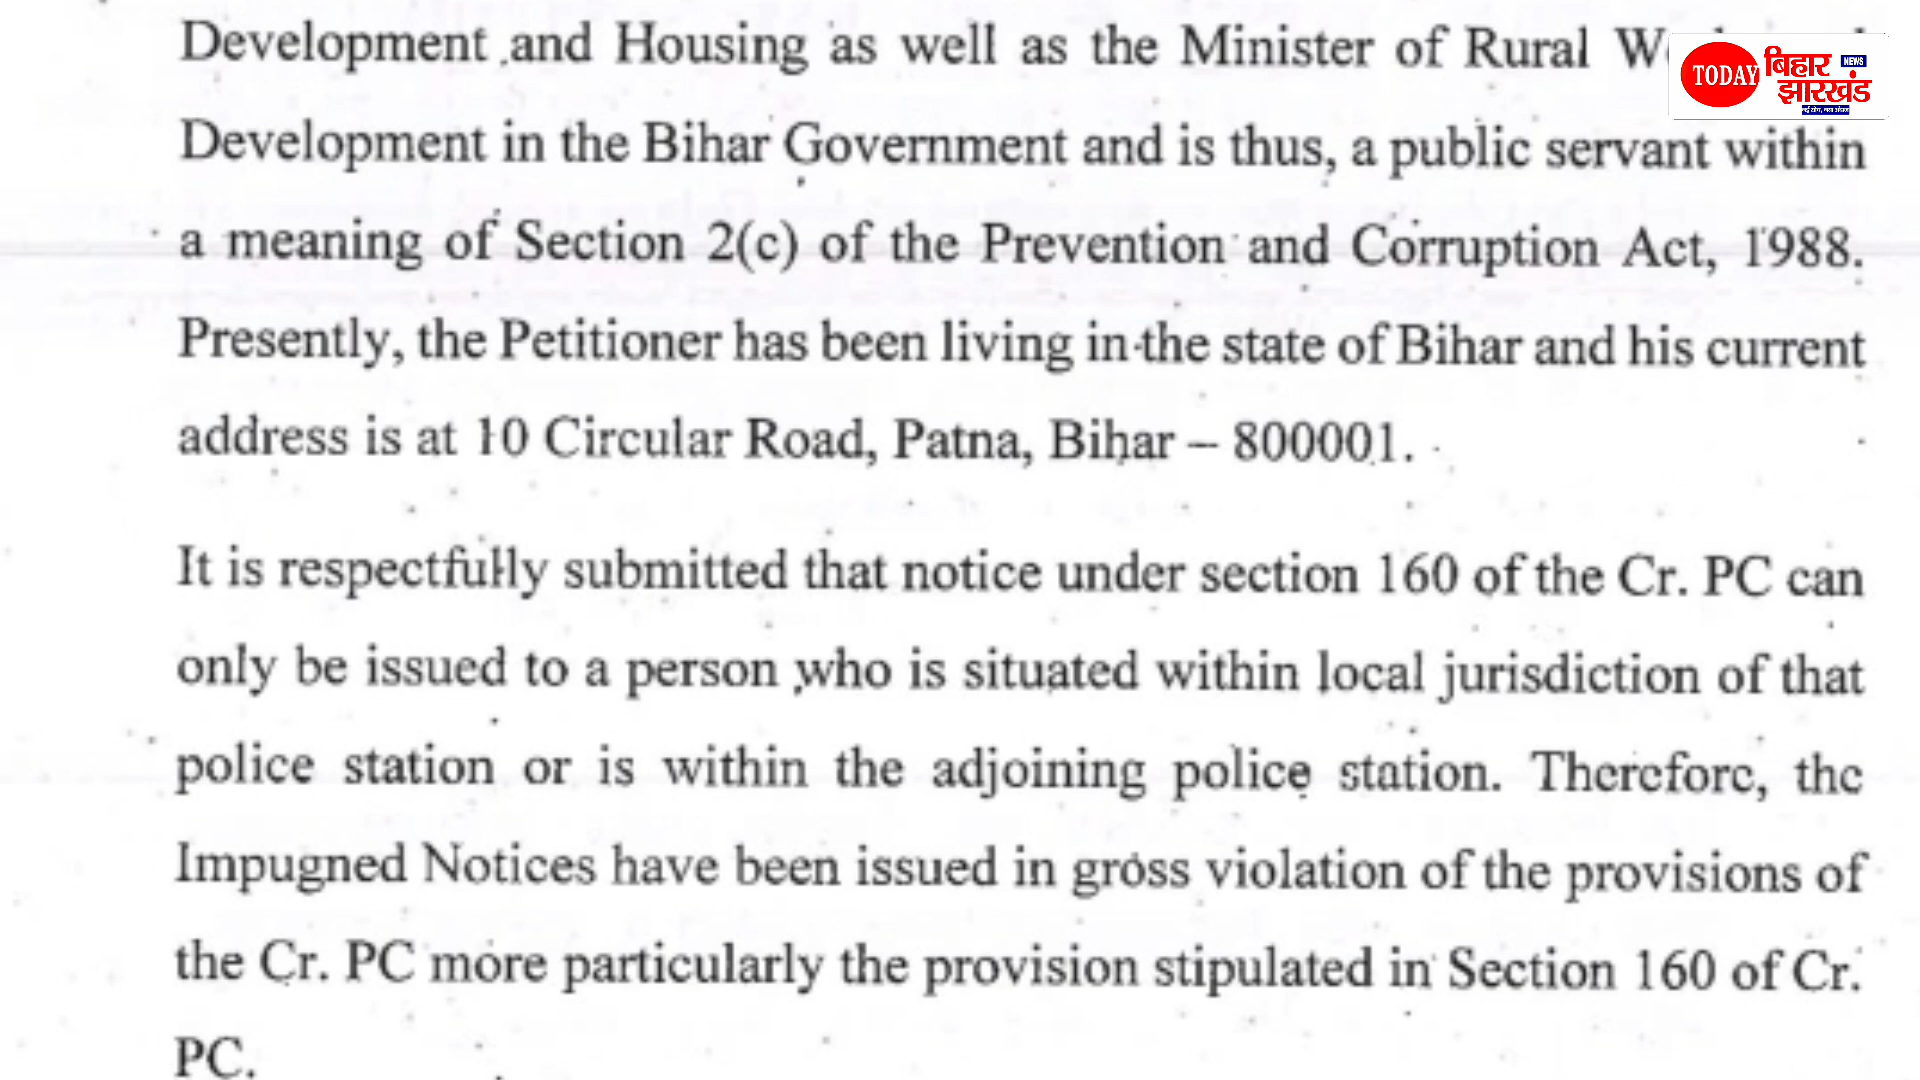 Development and Housing as well as the Minister of Rural
Development in the Bihar Government and is thus, a public servant within
a meaning of Section 2(c) of the Prevention and Corruption Act, 1988.
Presently, the Petitioner has been living in the state of Bihar and his current
address is at 10 Circular Road, Patna, Bihar – 800001.
It is respectfully submitted that notice under section 160 of the Cr. PC can
only be issued to a person who is situated within local jurisdiction of that
police station or is within the adjoining police station. Therefore, the
Impugned Notices have been issued in gross violation of the provisions of
the Cr. PC more particularly the provision stipulated in Section 160 of Cr.
PC.
TODAY
बिहार NEWS
झारखंड